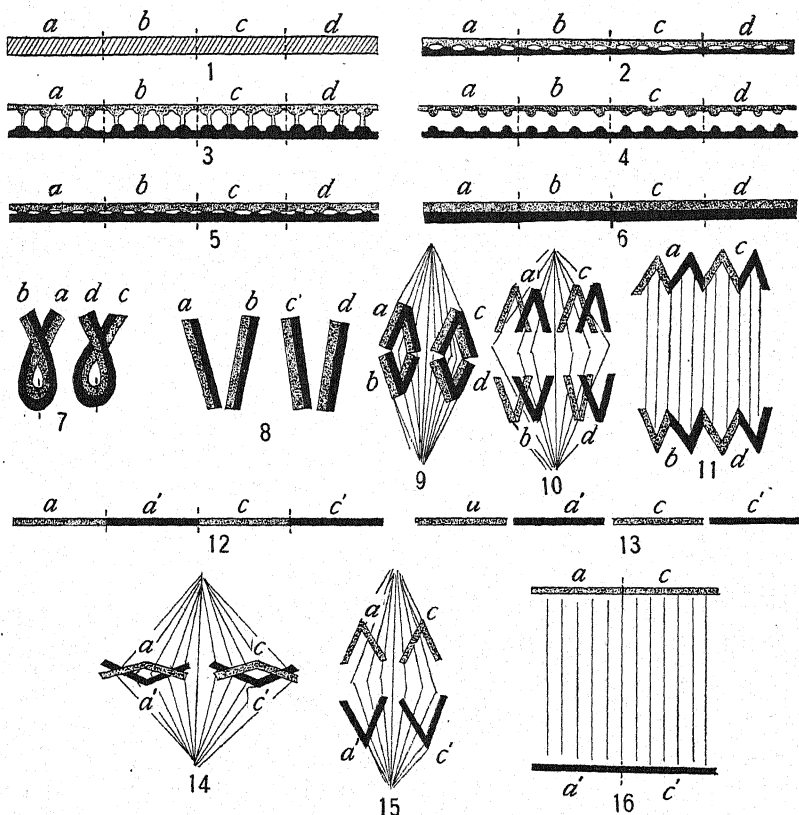 a b c d
1
a b c d
2
a b c d
3
a b c d
4
a b c d
5
a b c d
6
b a d c
7
a b c d
8
a c
b d
9
a c
b d
10
a c
b d
11
a a' c c'
12
u a' c c'
13
a c
a' c'
14
a c
a' c'
15
a c
a' c'
16